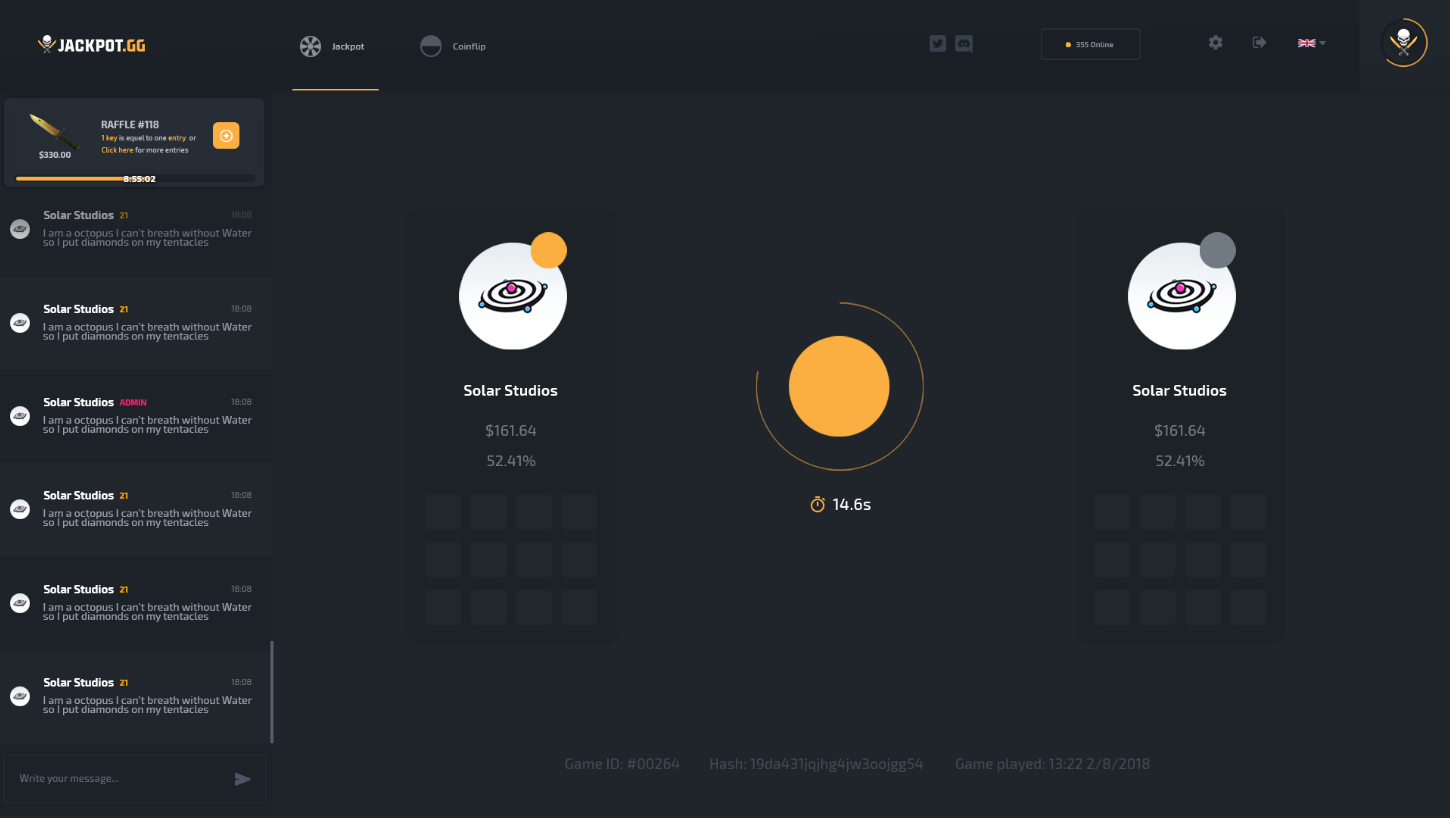 JACKPOT.GG
Jackpot
Coinflip
355 Online
RAFFLE #118
1 key is equal to one entry or
Click here for more entries
$330.00
8:55:02
Solar Studios 21 18:08
I am a octopus I can't breath without Water
so I put diamonds on my tentacles
Solar Studios 21 18:08
I am a octopus I can't breath without Water
so I put diamonds on my tentacles
Solar Studios ADMIN 18:08
I am a octopus I can't breath without Water
so I put diamonds on my tentacles
Solar Studios 21 18:08
I am a octopus I can't breath without Water
so I put diamonds on my tentacles
Solar Studios 21 18:08
I am a octopus I can't breath without Water
so I put diamonds on my tentacles
Solar Studios 21 18:08
I am a octopus I can't breath without Water
so I put diamonds on my tentacles
Write your message...
Solar Studios
$161.64
52.41%
14.6s
Solar Studios
$161.64
52.41%
Game ID: #00264 Hash: 19da431jqjhg4jw3oojgg54 Game played: 13:22 2/8/2018